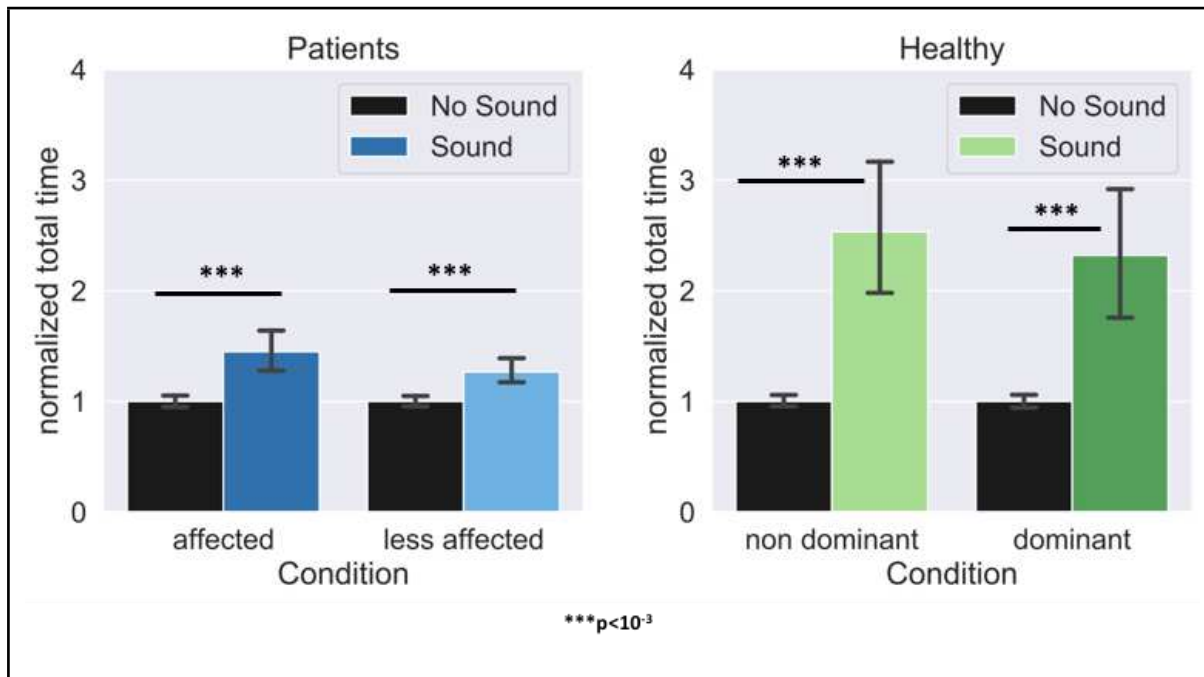 Patients
4
3
2
1
0
normalized total time
No Sound
Sound
***
***
affected
less affected
Condition
Healthy
4
3
2
1
0
normalized total time
No Sound
Sound
***
***
non dominant
dominant
Condition
***p<10⁻³